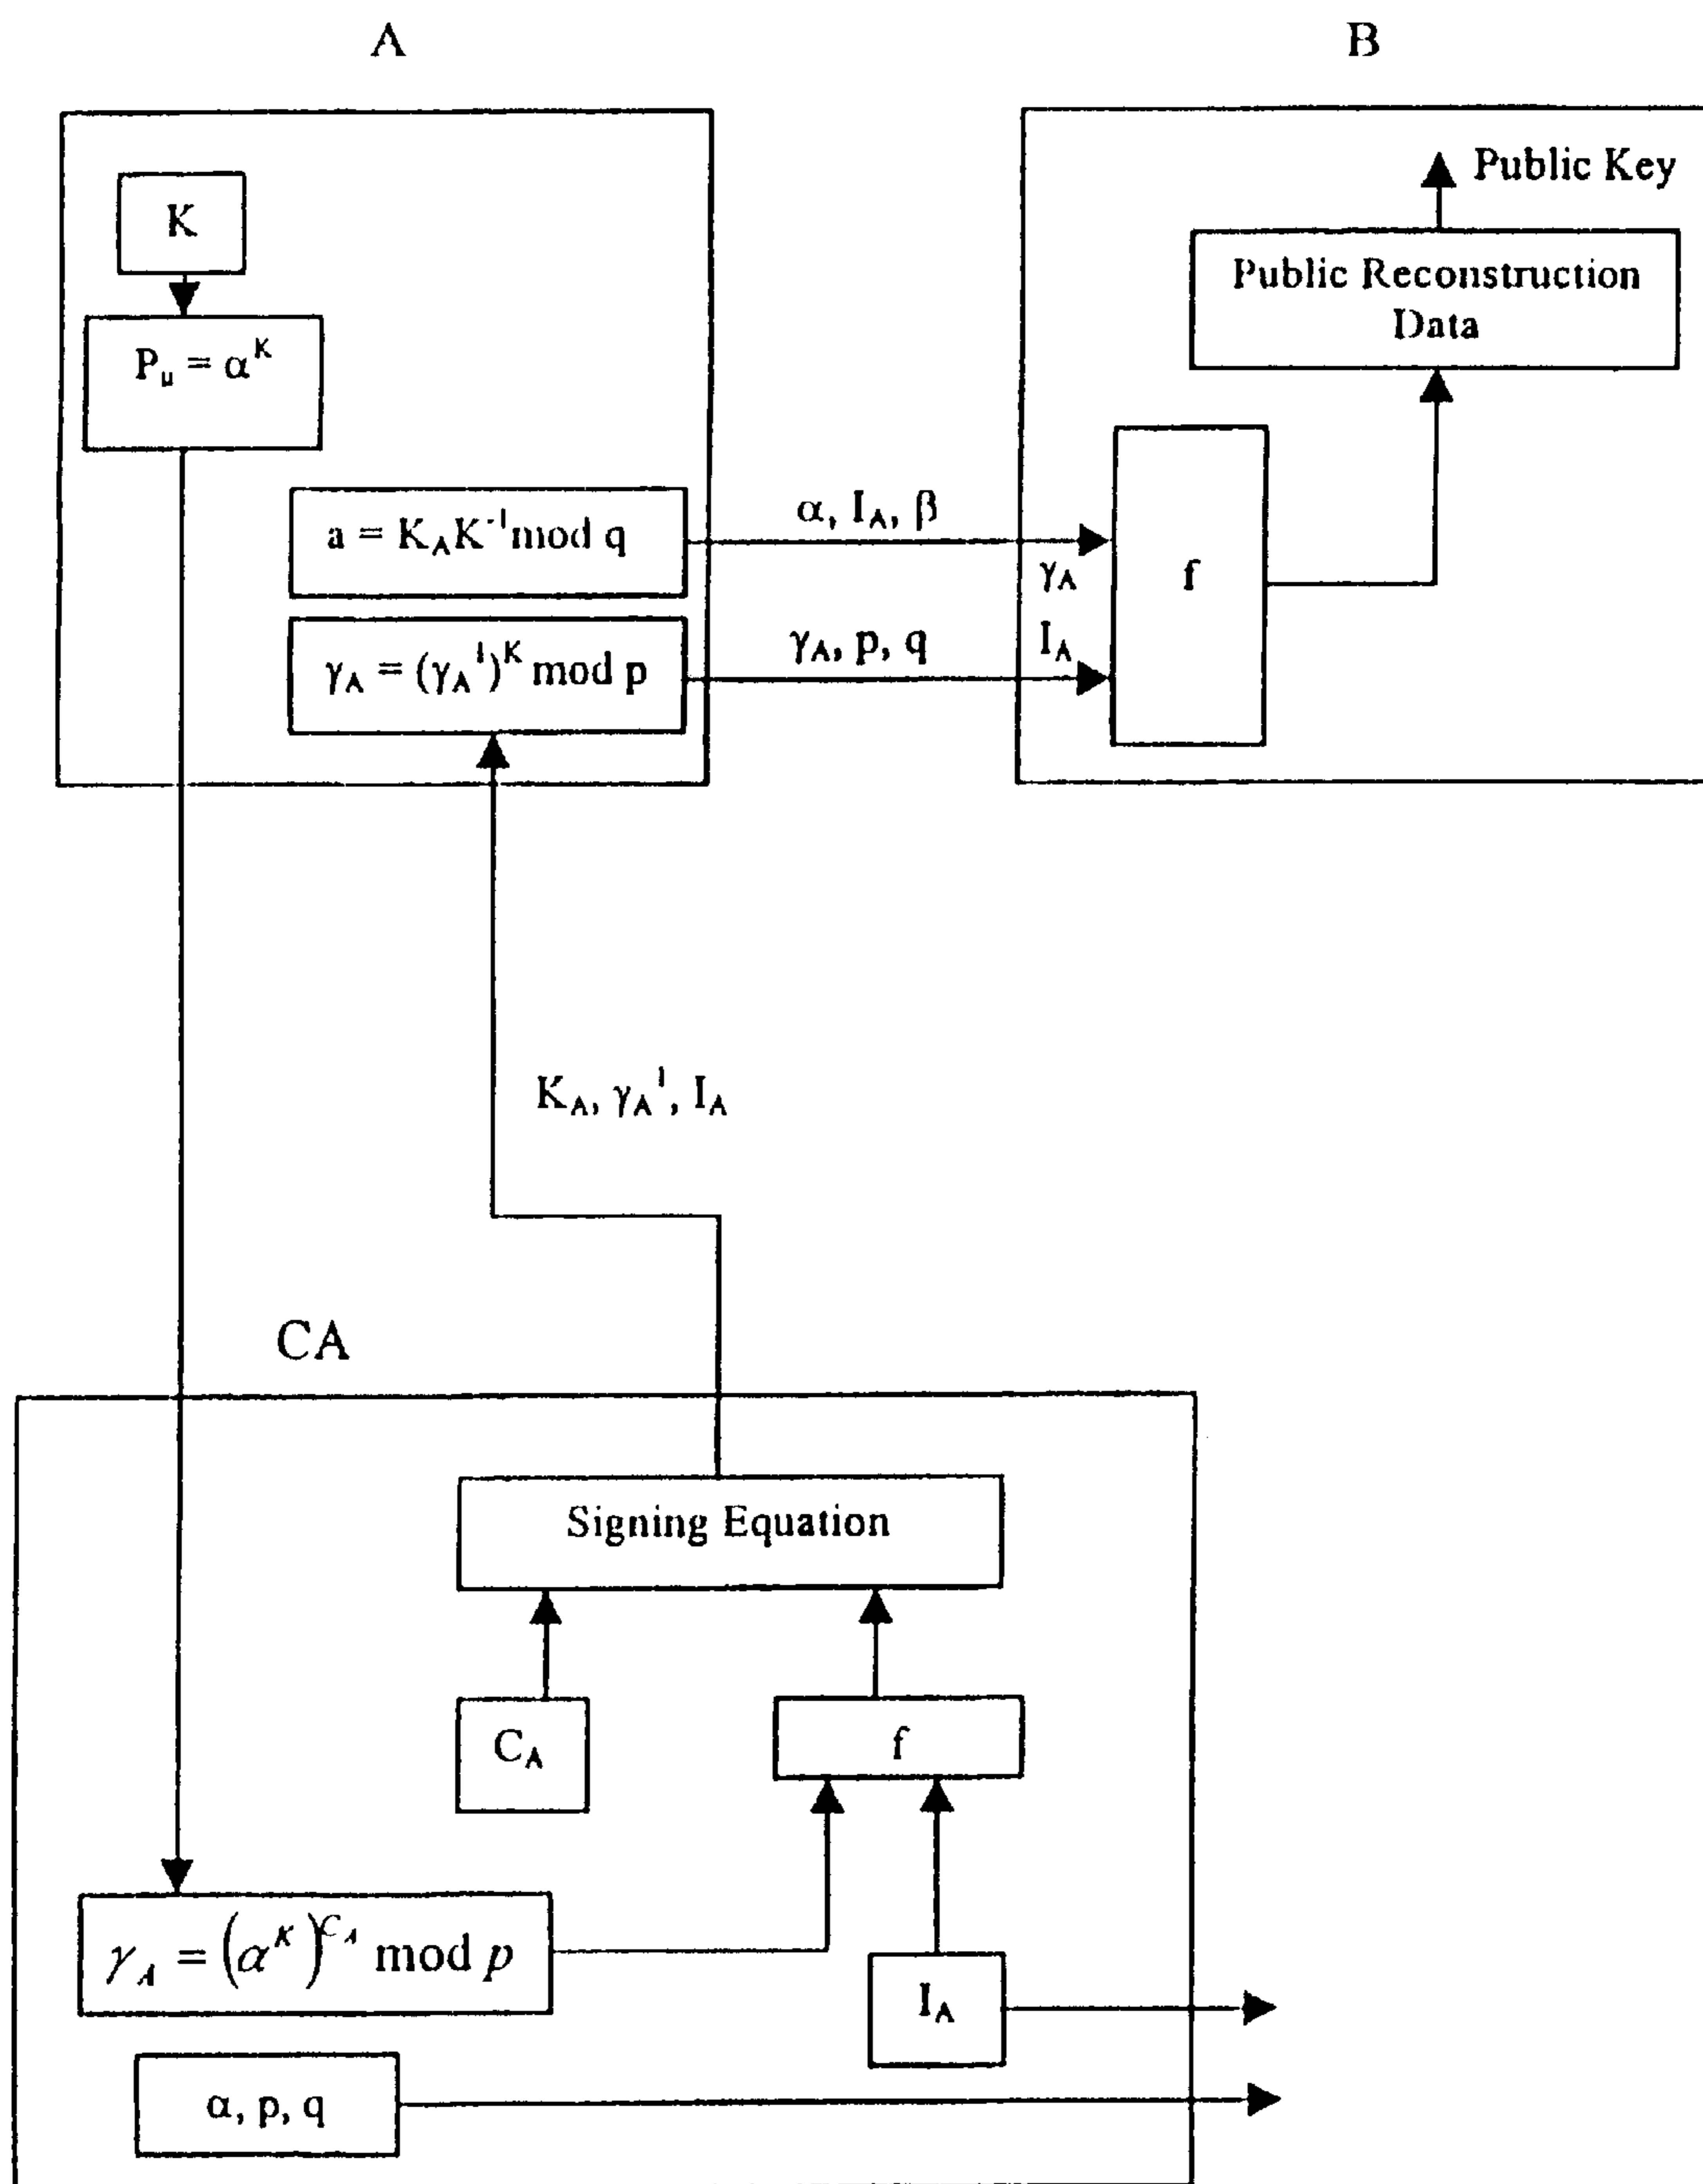 A
B
K
Pμ = α^K
a = K_A K^-1 mod q
γ_A = (γ_A^1)^K mod p
α, I_A, β
γ_A
γ_A, p, q
I_A
f
Public Key
Public Reconstruction
Data
K_A, γ_A^1, I_A
CA
Signing Equation
C_A
f
γ_A = (α^K)^C_A mod p
I_A
α, p, q